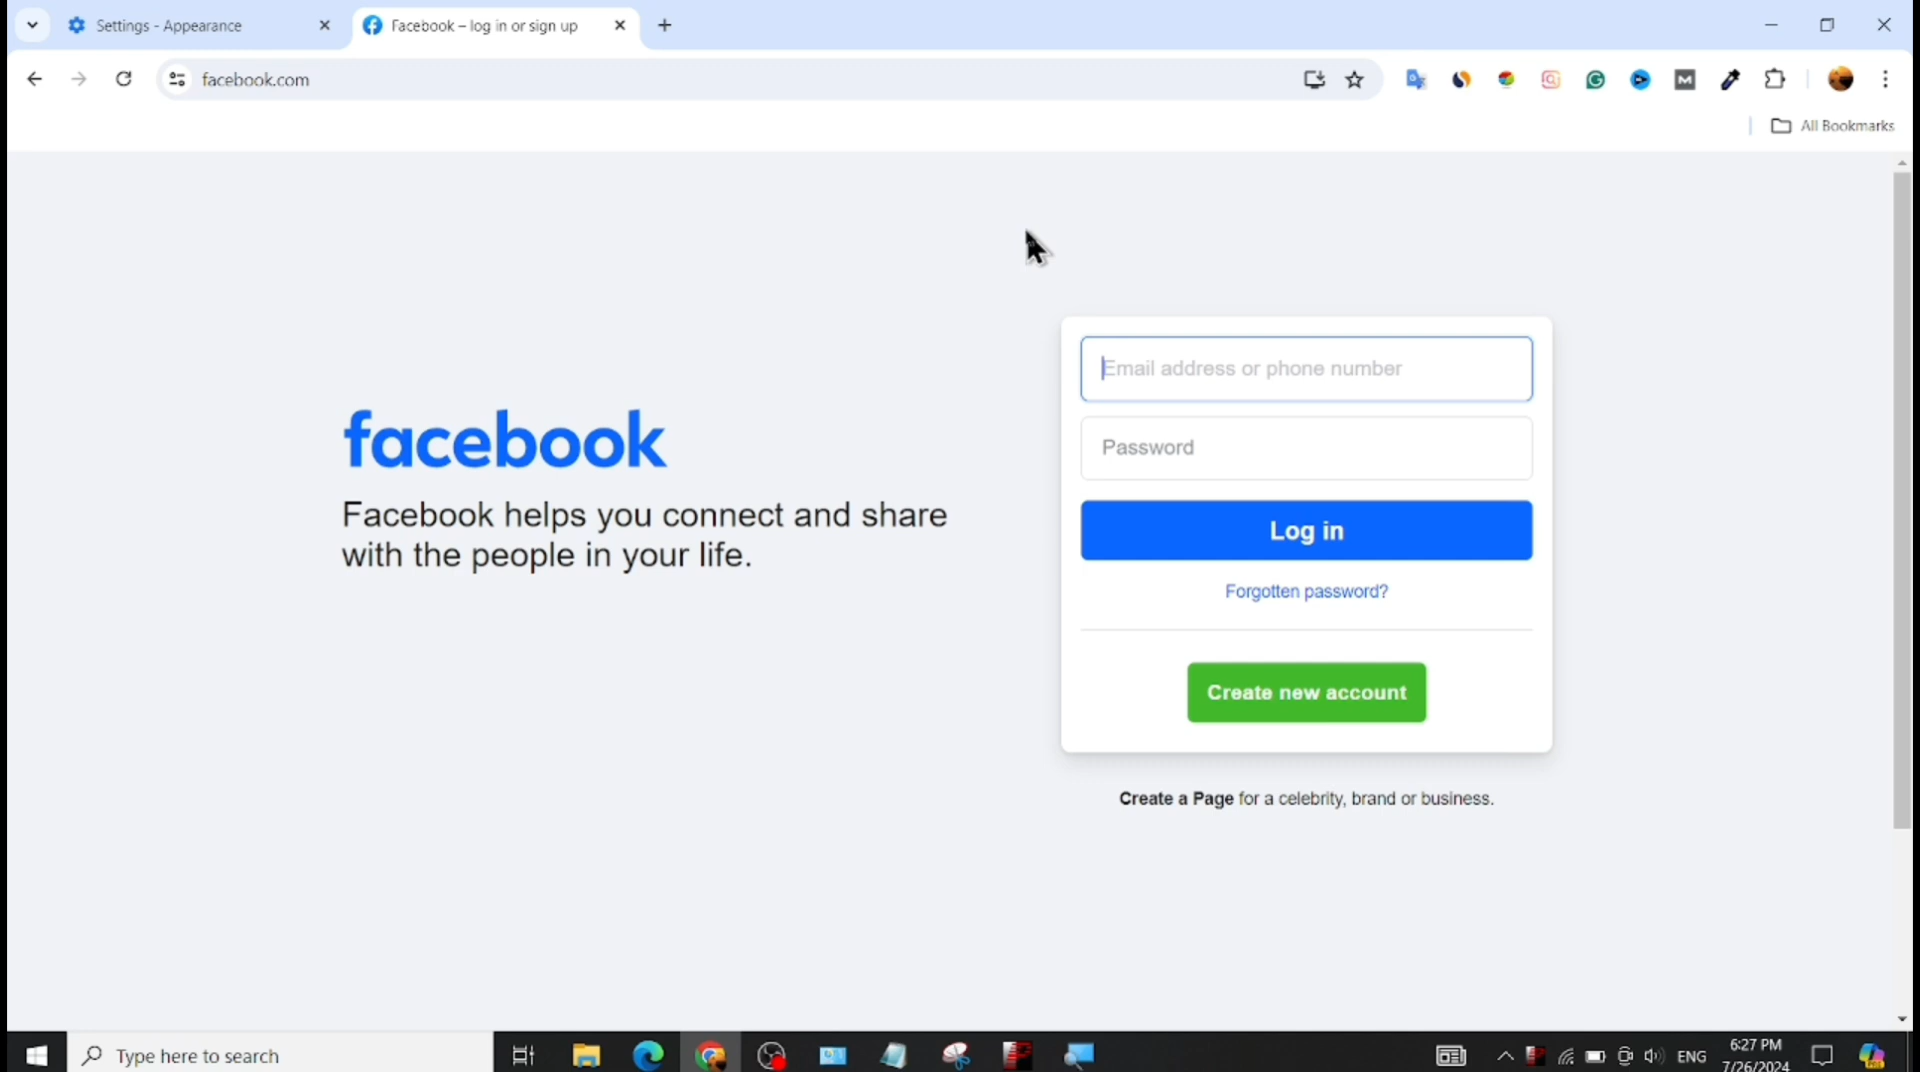 Settings - Appearance
Facebook – log in or sign up
facebook.com
All Bookmarks
Email address or phone number
Password
facebook
Facebook helps you connect and share
with the people in your life.
Log in
Forgotten password?
Create new account
Create a Page for a celebrity, brand or business.
Type here to search
ENG
6:27 PM
7/26/2024